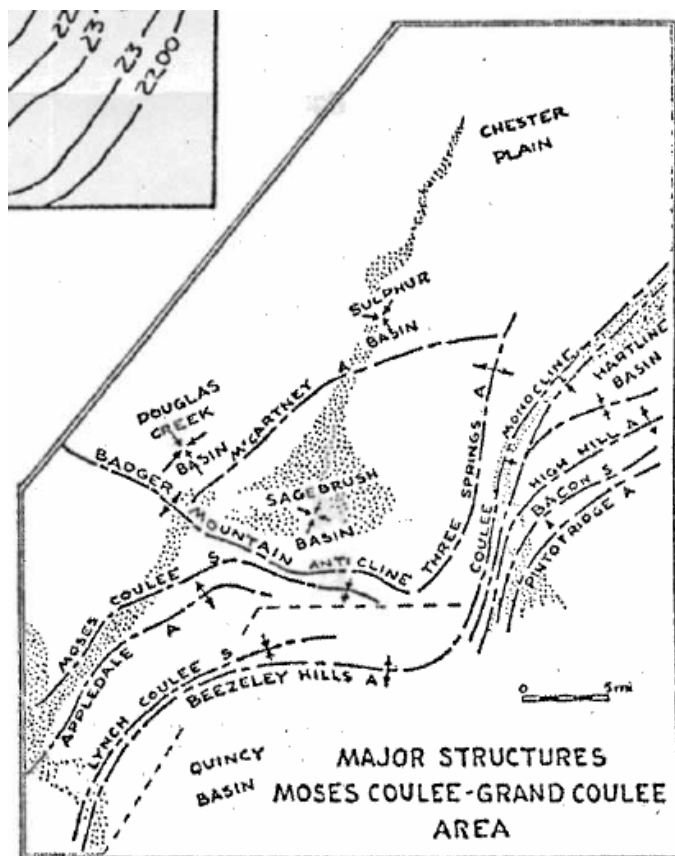 22
23
23
2200
CHESTER
PLAIN
SULPHUR
BASIN
DOUGLAS
CREEK
BASIN
MCCARTNEY A
BADGER
MOUNTAIN
ANTICLINE
SAGEBRUSH
BASIN
THREE SPRINGS A
COULEE MONOCLINE
HARTLINE
BASIN
HIGH HILL A
BACON S
PINTO RIDGE A
MOSES COULEE S
APPLEDALE A
LYNCH COULEE S
BEEZELEY HILLS A
0 5mi
QUINCY
BASIN
MAJOR STRUCTURES
MOSES COULEE-GRAND COULEE
AREA